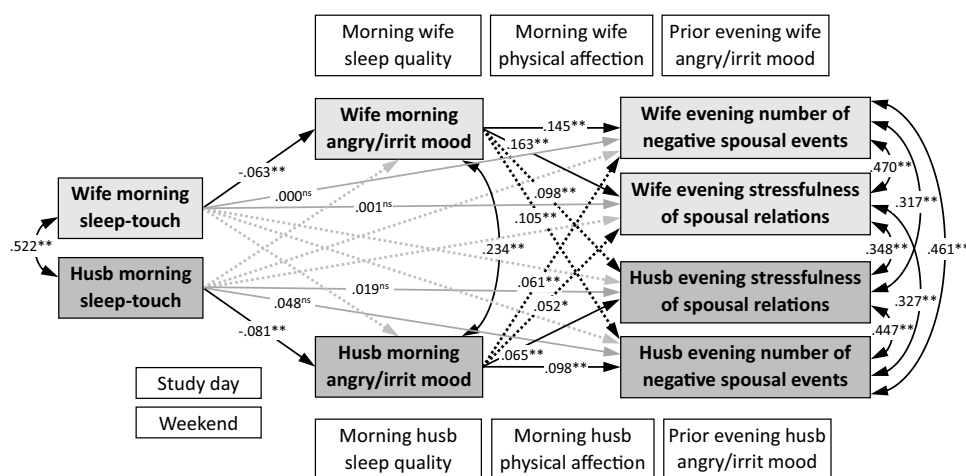 Morning wife
sleep quality
Morning wife
physical affection
Prior evening wife
angry/irrit mood
Wife morning
angry/irrit mood
Wife evening number of
negative spousal events
.145**
.163**
-.063**
.470**
.000ns
.098**
Wife evening stressfulness
of spousal relations
Wife morning
sleep-touch
.001ns
.317**
.105**
.522**
.234**
.348**
.461**
Husb morning
sleep-touch
.061**
Husb evening stressfulness
of spousal relations
.019ns
.048ns
.052*
.327**
-.081**
.447**
Husb morning
angry/irrit mood
.065**
.098**
Husb evening number of
negative spousal events
Study day
Weekend
Morning husb
sleep quality
Morning husb
physical affection
Prior evening husb
angry/irrit mood